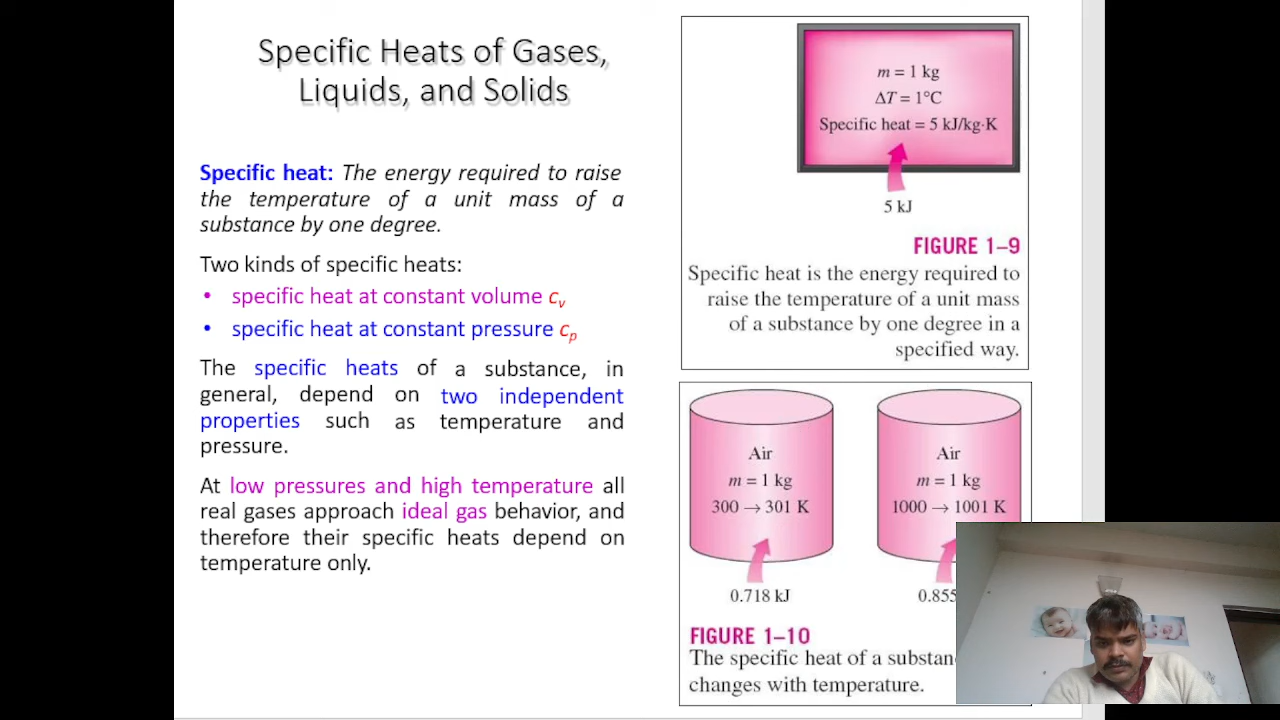 Specific Heats of Gases,
Liquids, and Solids
Specific heat: The energy required to raise
the temperature of a unit mass of a
substance by one degree.
Two kinds of specific heats:
• specific heat at constant volume cv
• specific heat at constant pressure cp
The specific heats of a substance, in
general, depend on two independent
properties such as temperature and
pressure.
At low pressures and high temperature all
real gases approach ideal gas behavior, and
therefore their specific heats depend on
temperature only.
m = 1 kg
ΔT = 1°C
Specific heat = 5 kJ/kg·K
5 kJ
FIGURE 1–9
Specific heat is the energy required to
raise the temperature of a unit mass
of a substance by one degree in a
specified way.
Air
m = 1 kg
300 → 301 K
0.718 kJ
Air
m = 1 kg
1000 → 1001 K
0.855
FIGURE 1–10
The specific heat of a substan
changes with temperature.